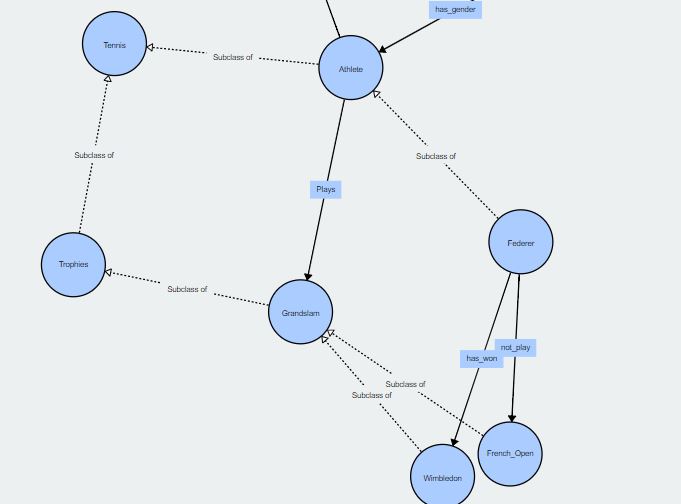 has_gender
Tennis
Subclass of
Athlete
Subclass of
Subclass of
Plays
Federer
Trophies
Subclass of
Grandslam
not_play
has_won
Subclass of
Subclass of
French_Open
Wimbledon